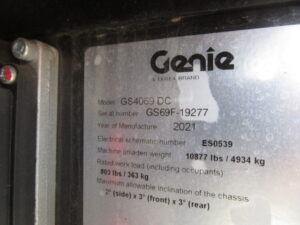 Genie
A TEREX BRAND
Model GS4069 DC
Serial number GS69F-19277
Year of Manufacture 2021
Electrical schematic number ES0539
Machine unladen weight 10877 lbs / 4934 kg
Rated work load (including occupants)
800 lbs / 363 kg
Maximum allowable inclination of the chassis
2° (side) x 3° (front) x 3° (rear)